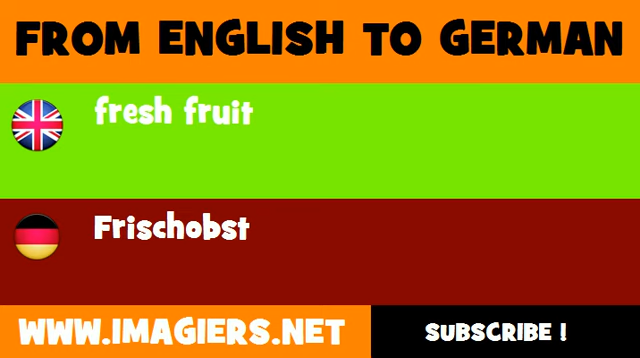 FROM ENGLISH TO GERMAN
fresh fruit
Frischobst
WWW.IMAGIERS.NET
SUBSCRIBE !